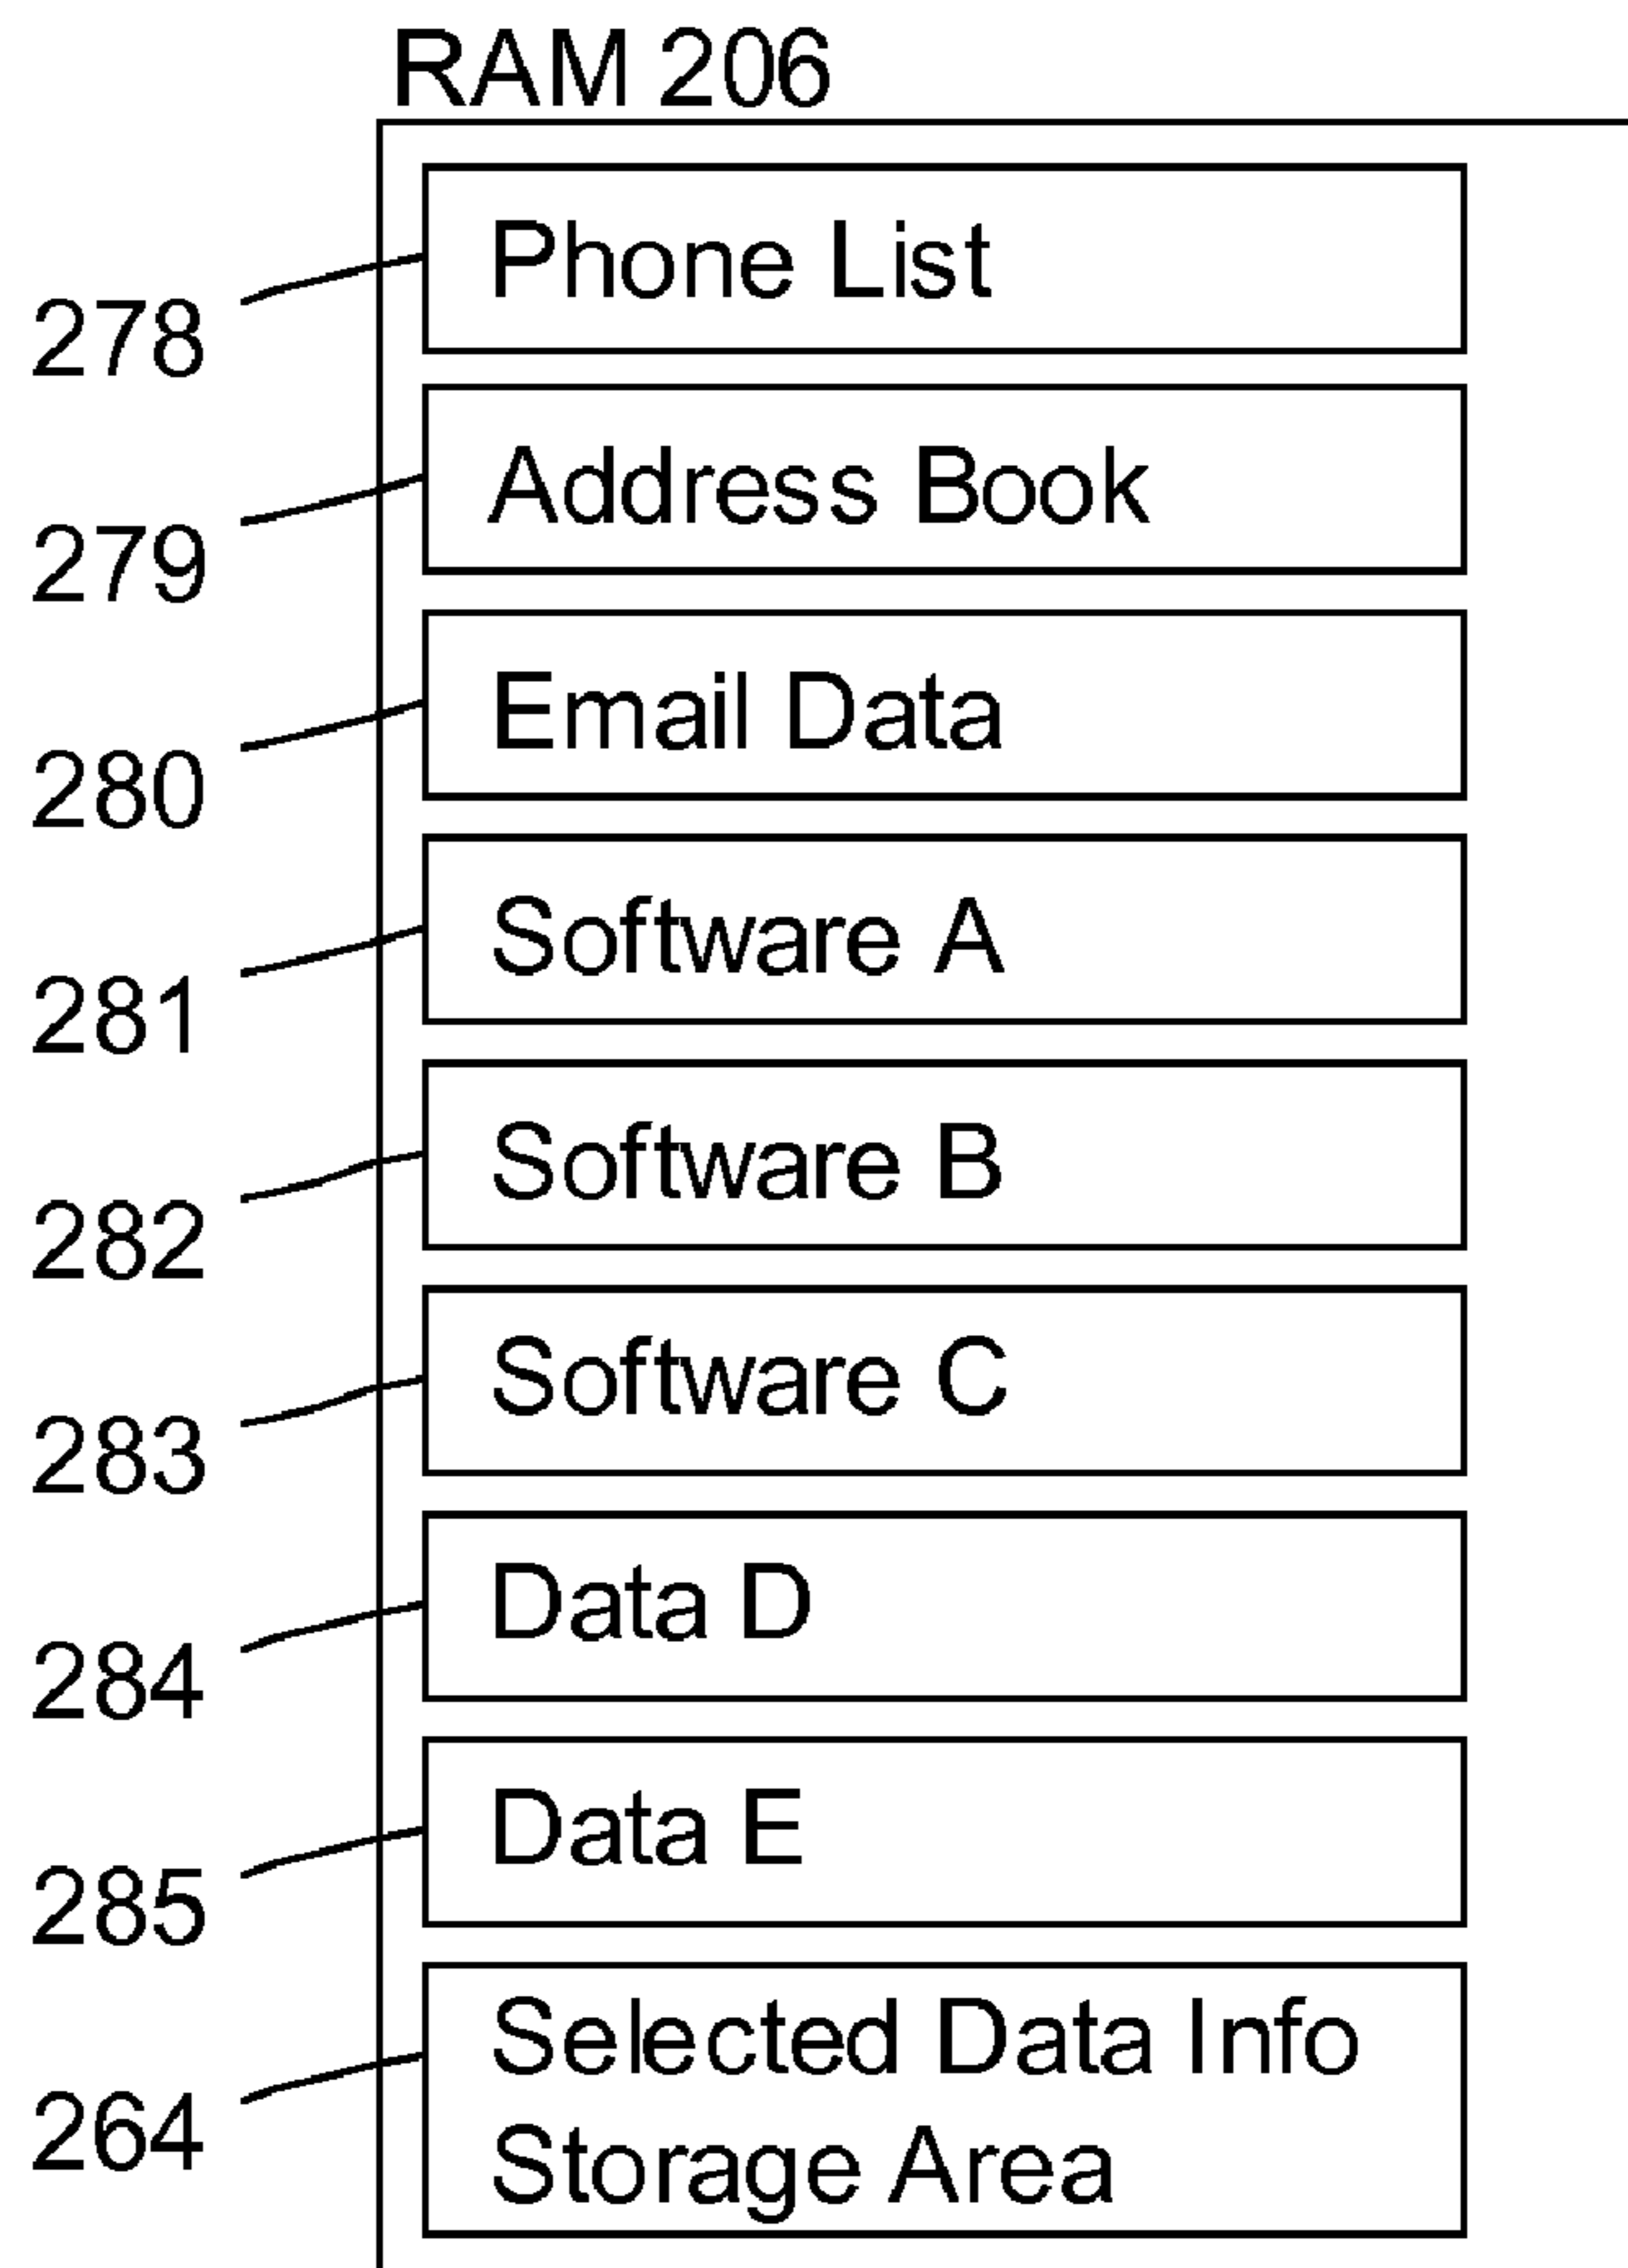 RAM 206
Phone List
278
Address Book
279
Email Data
280
Software A
281
Software B
282
Software C
283
Data D
284
Data E
285
Selected Data Info
Storage Area
264